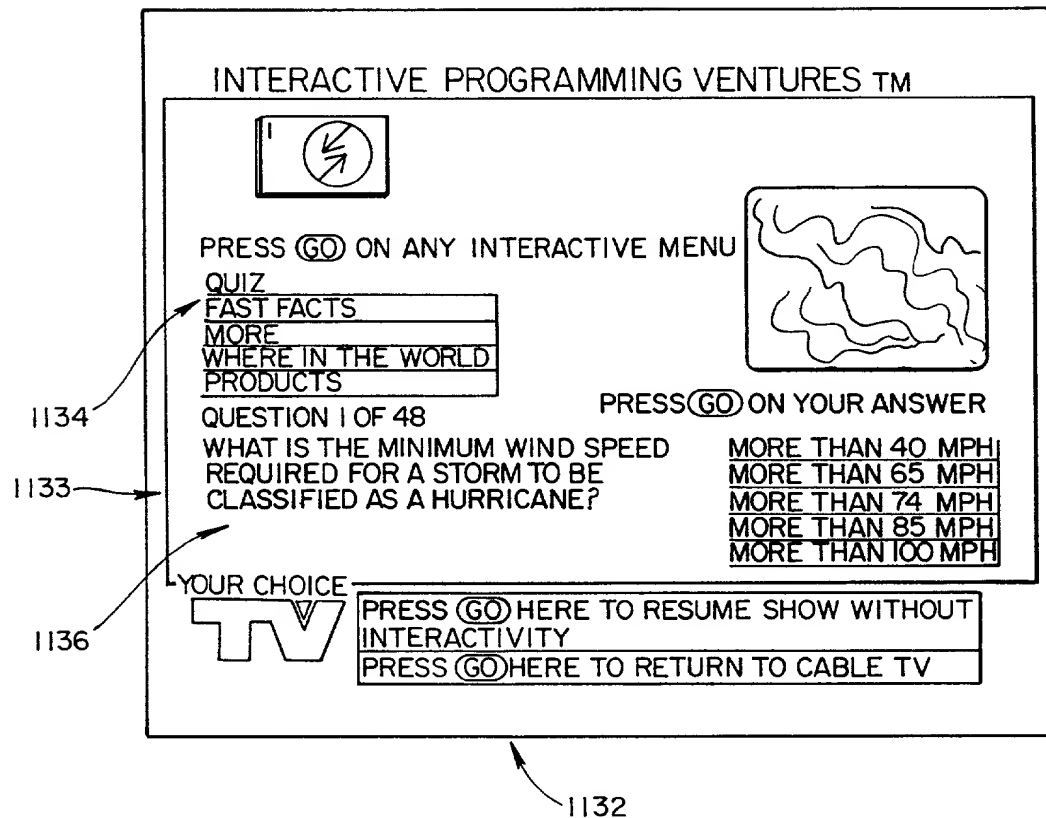 INTERACTIVE PROGRAMMING VENTURES TM
PRESS GO ON ANY INTERACTIVE MENU
QUIZ
FAST FACTS
MORE
WHERE IN THE WORLD
PRODUCTS
1134
QUESTION 1 OF 48
PRESS GO ON YOUR ANSWER
WHAT IS THE MINIMUM WIND SPEED
REQUIRED FOR A STORM TO BE
CLASSIFIED AS A HURRICANE?
MORE THAN 40 MPH
MORE THAN 65 MPH
MORE THAN 74 MPH
MORE THAN 85 MPH
MORE THAN 100 MPH
1133
YOUR CHOICE
TV
1136
PRESS GO HERE TO RESUME SHOW WITHOUT
INTERACTIVITY
PRESS GO HERE TO RETURN TO CABLE TV
1132